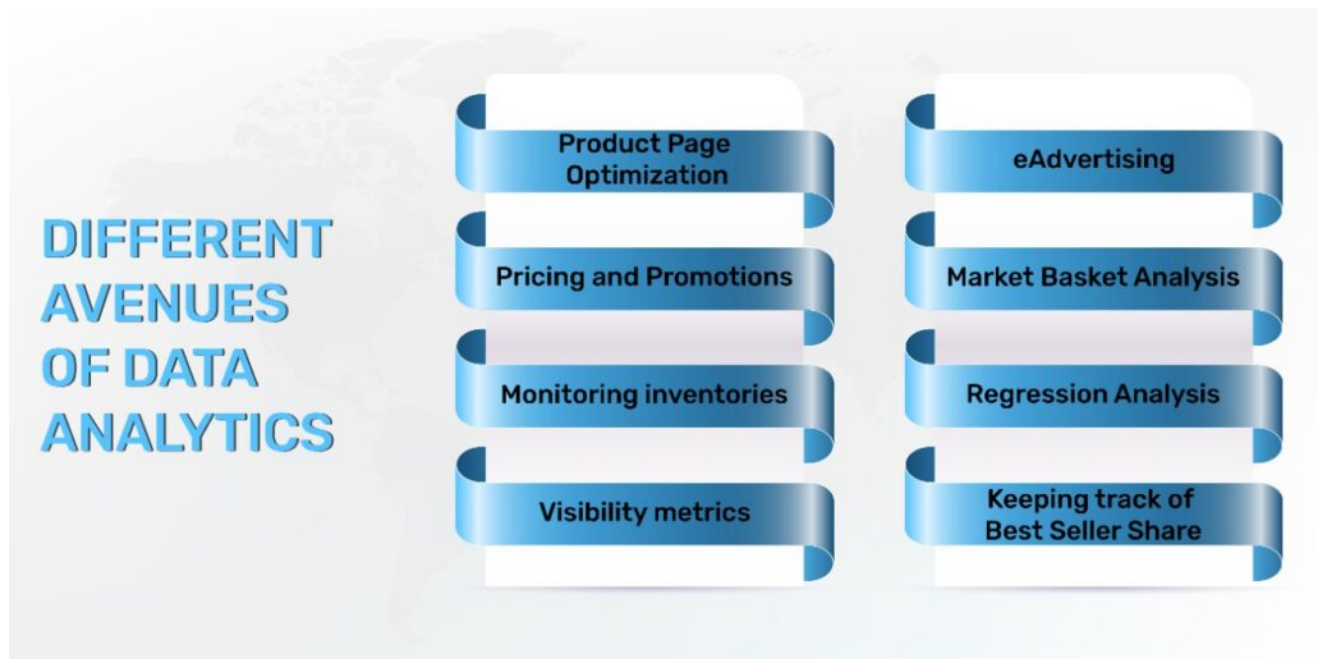 DIFFERENT
AVENUES
OF DATA
ANALYTICS
Product Page
Optimization
Pricing and Promotions
Monitoring inventories
Visibility metrics
eAdvertising
Market Basket Analysis
Regression Analysis
Keeping track of
Best Seller Share